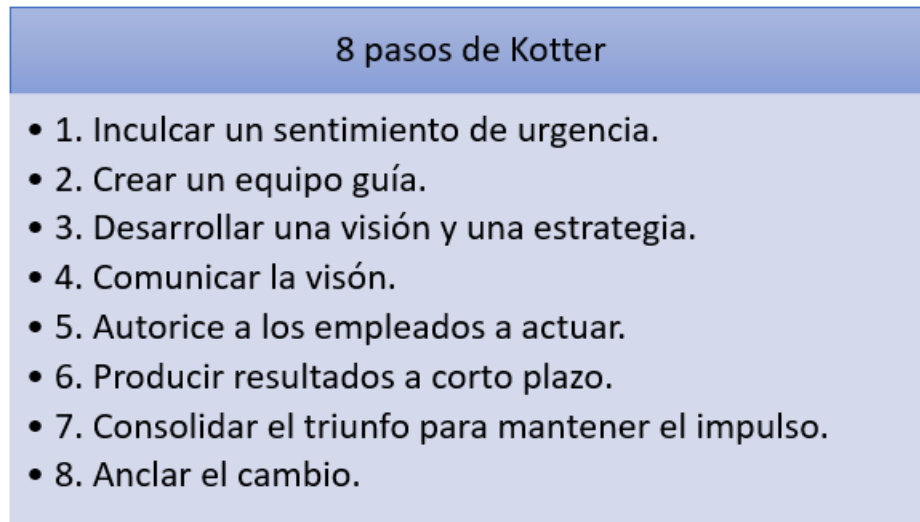 8 pasos de Kotter
• 1. Inculcar un sentimiento de urgencia.
• 2. Crear un equipo guía.
• 3. Desarrollar una visión y una estrategia.
• 4. Comunicar la visón.
• 5. Autorice a los empleados a actuar.
• 6. Producir resultados a corto plazo.
• 7. Consolidar el triunfo para mantener el impulso.
• 8. Anclar el cambio.